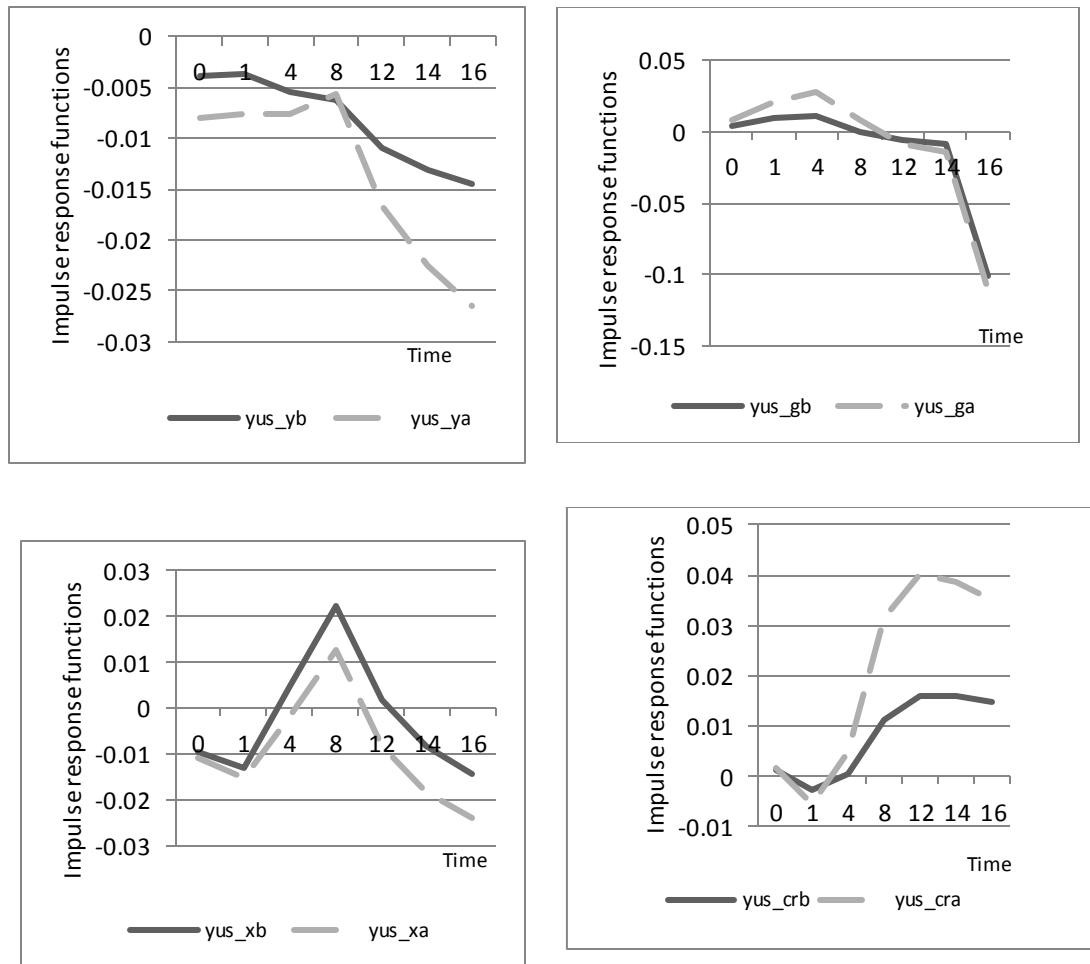 Impulse response functions
0
-0.005
-0.01
-0.015
-0.02
-0.025
-0.03
0 1 4 8 12 14 16
Time
yus_yb yus_ya
Impulse response functions
0.05
0
-0.05
-0.1
-0.15
0 1 4 8 12 14 16
Time
yus_gb yus_ga
Impulse response functions
0.03
0.02
0.01
0
-0.01
-0.02
-0.03
0 1 4 8 12 14 16
Time
yus_xb yus_xa
Impulse response functions
0.05
0.04
0.03
0.02
0.01
0
-0.01
0 1 4 8 12 14 16
Time
yus_crb yus_cra